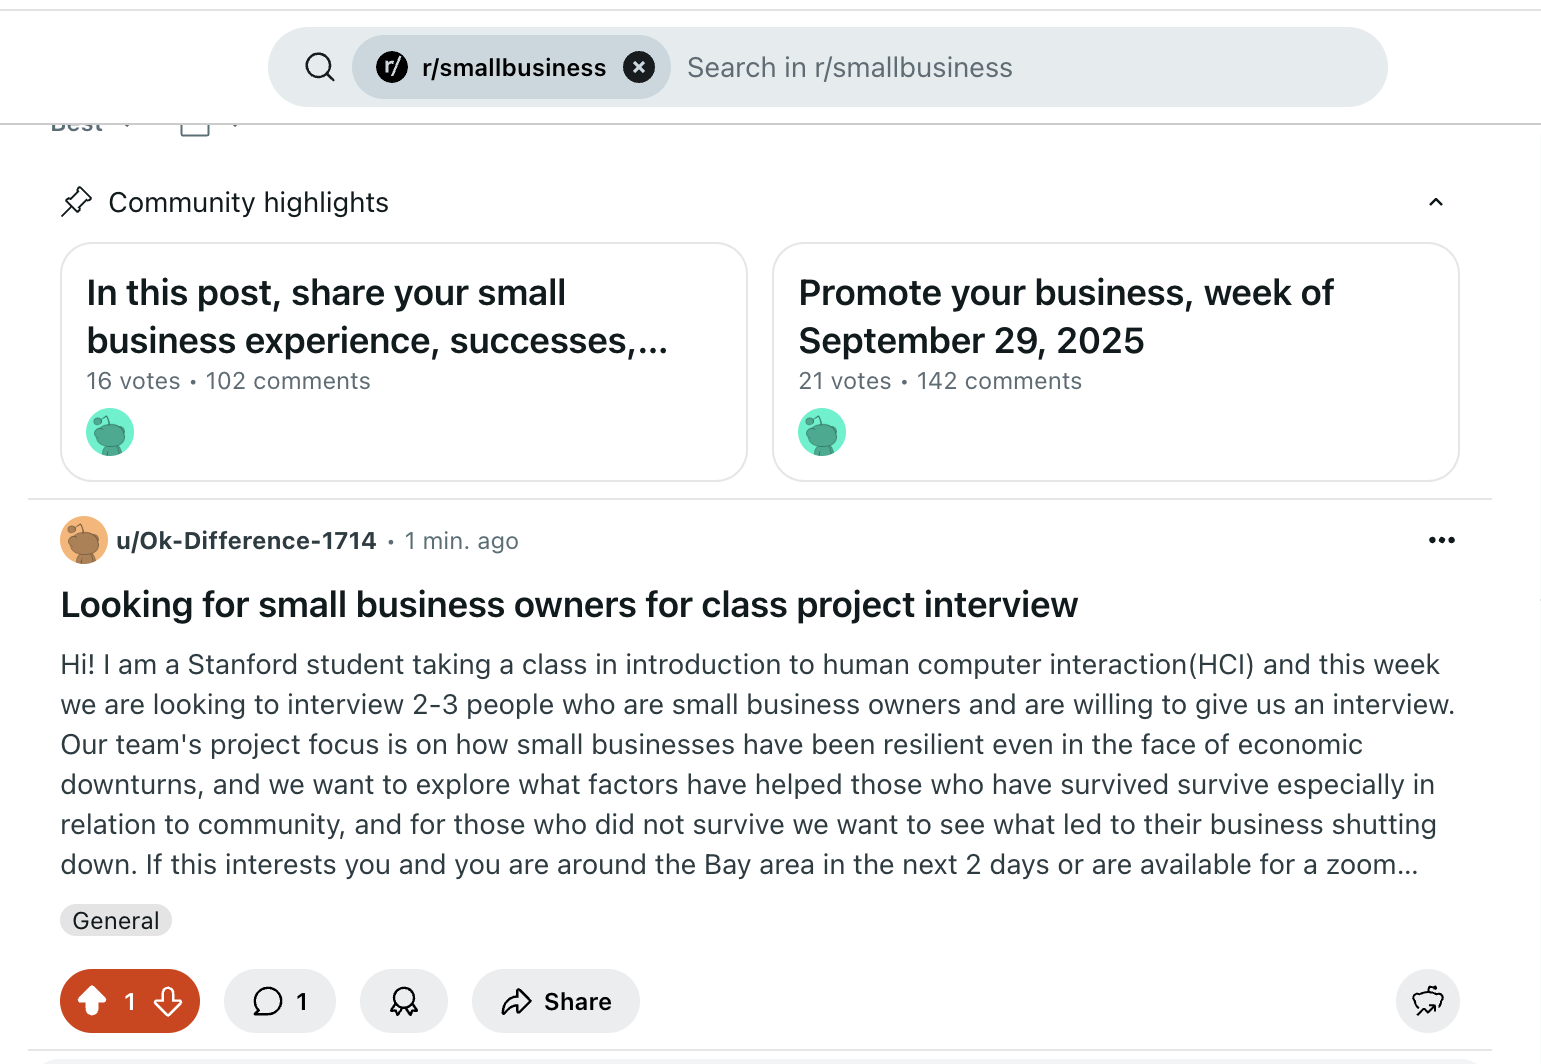 r/ r/smallbusiness Search in r/smallbusiness
Best
Community highlights
In this post, share your small
business experience, successes,...
16 votes • 102 comments
Promote your business, week of
September 29, 2025
21 votes • 142 comments
u/Ok-Difference-1714 • 1 min. ago
Looking for small business owners for class project interview
Hi! I am a Stanford student taking a class in introduction to human computer interaction(HCI) and this week
we are looking to interview 2-3 people who are small business owners and are willing to give us an interview.
Our team's project focus is on how small businesses have been resilient even in the face of economic
downturns, and we want to explore what factors have helped those who have survived survive especially in
relation to community, and for those who did not survive we want to see what led to their business shutting
down. If this interests you and you are around the Bay area in the next 2 days or are available for a zoom...
General
1 1 Share